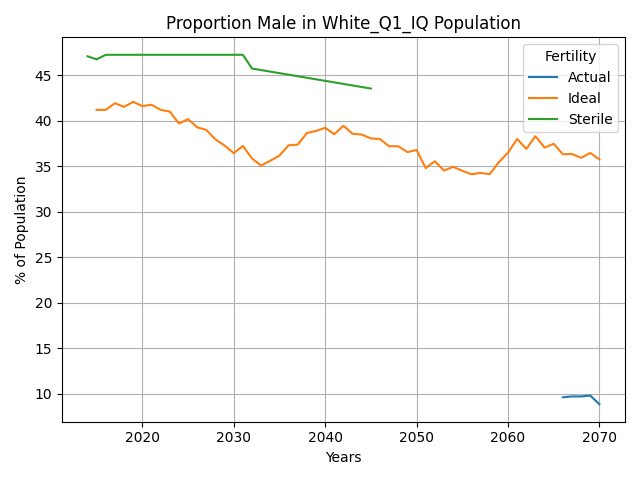 Proportion Male in White_Q1_IQ Population
% of Population
45
40
35
30
25
20
15
10
Fertility
Actual
Ideal
Sterile
2020 2030 2040 2050 2060 2070
Years